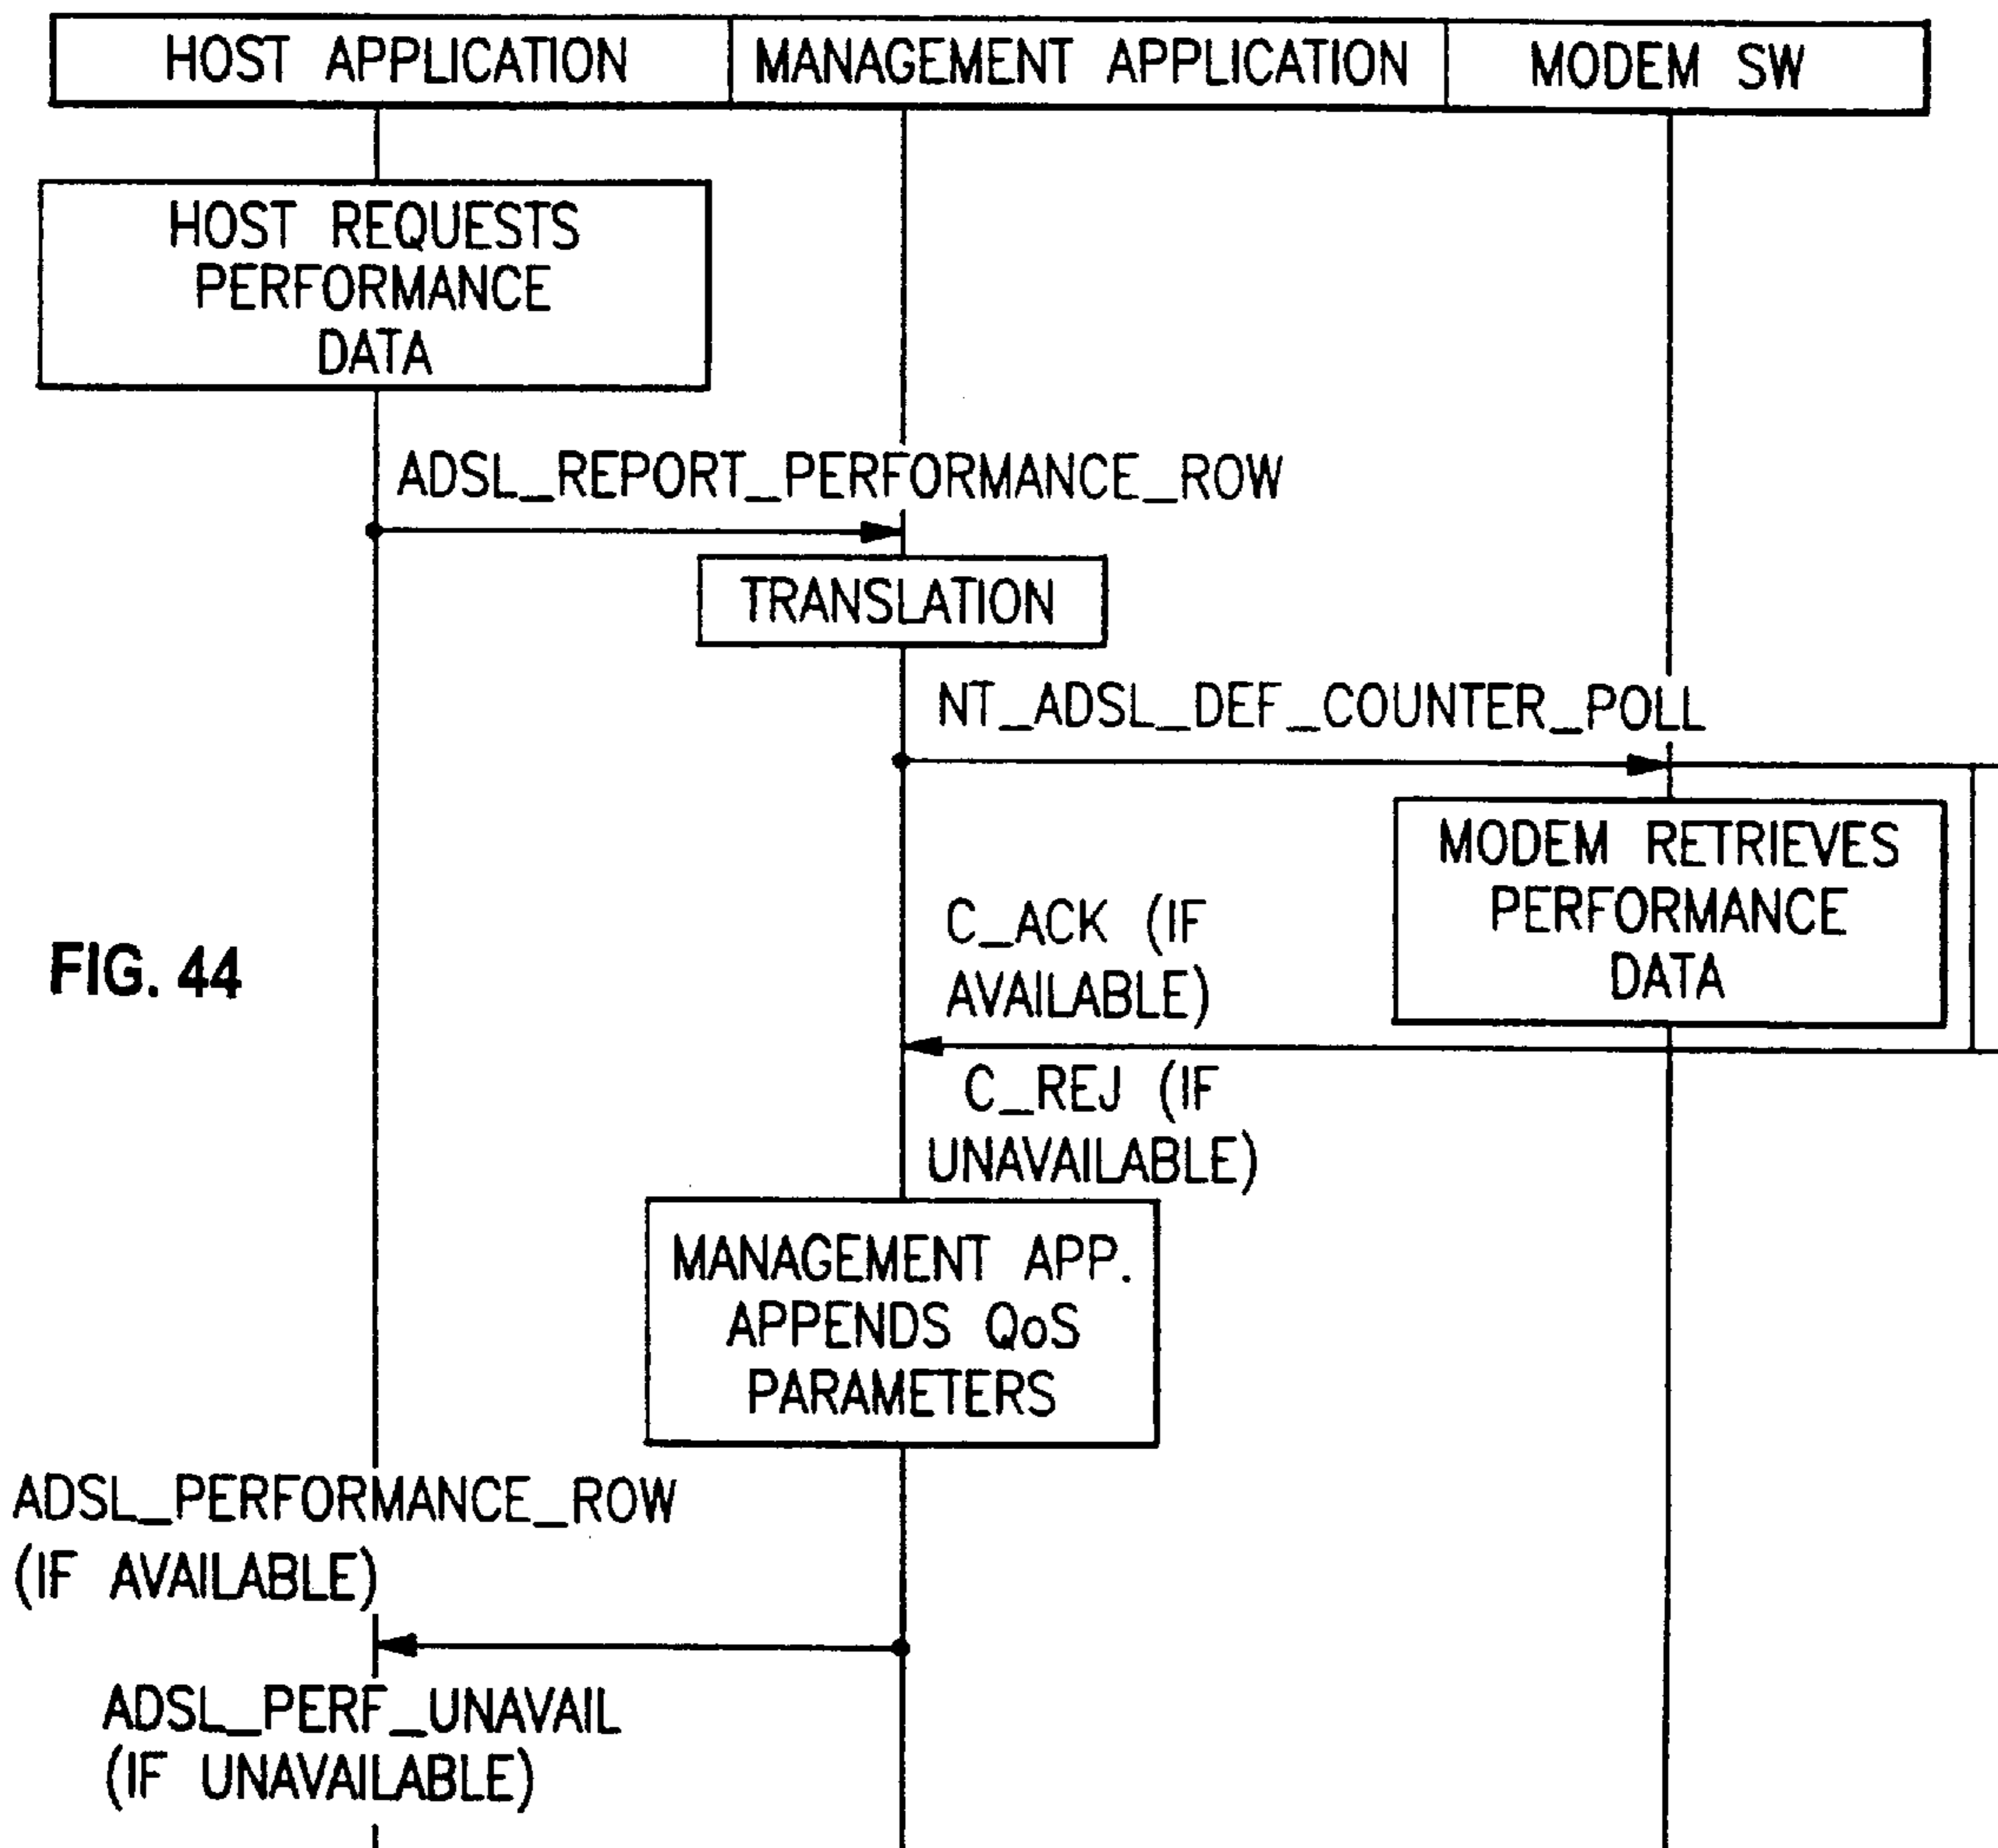 HOST APPLICATION MANAGEMENT APPLICATION MODEM SW
HOST REQUESTS
PERFORMANCE
DATA
ADSL_REPORT_PERFORMANCE_ROW
TRANSLATION
NT_ADSL_DEF_COUNTER_POLL
MODEM RETRIEVES
PERFORMANCE
DATA
C_ACK (IF
AVAILABLE)
FIG. 44
C_REJ (IF
UNAVAILABLE)
MANAGEMENT APP.
APPENDS QoS
PARAMETERS
ADSL_PERFORMANCE_ROW
(IF AVAILABLE)
ADSL_PERF_UNAVAIL
(IF UNAVAILABLE)